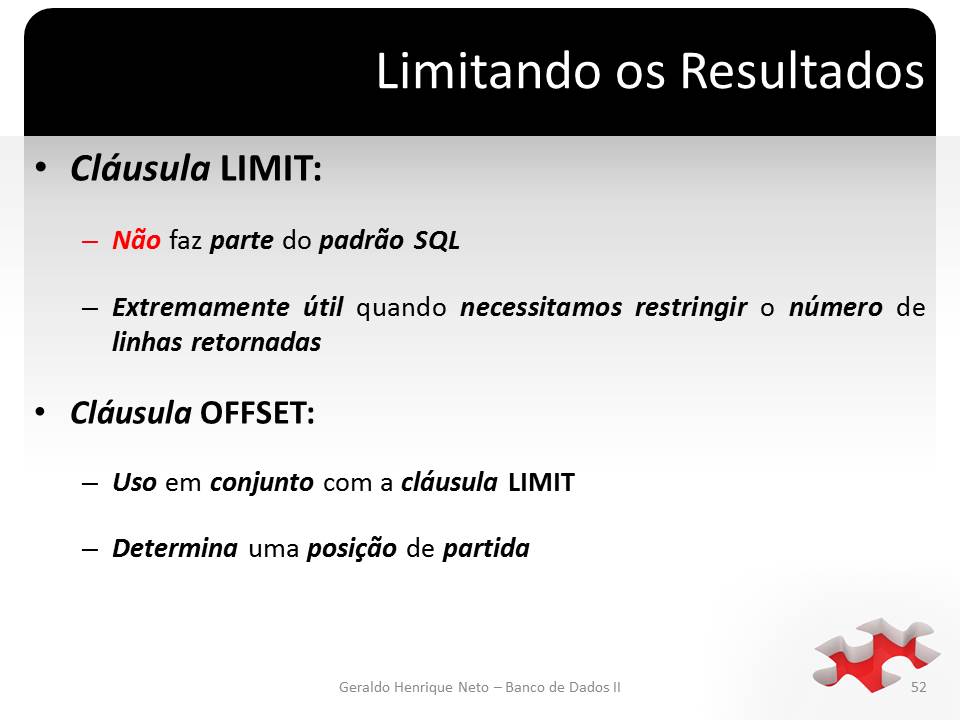 Limitando os Resultados
• Cláusula LIMIT:
– Não faz parte do padrão SQL
– Extremamente útil quando necessitamos restringir o número de
linhas retornadas
• Cláusula OFFSET:
– Uso em conjunto com a cláusula LIMIT
– Determina uma posição de partida
Geraldo Henrique Neto – Banco de Dados II
52